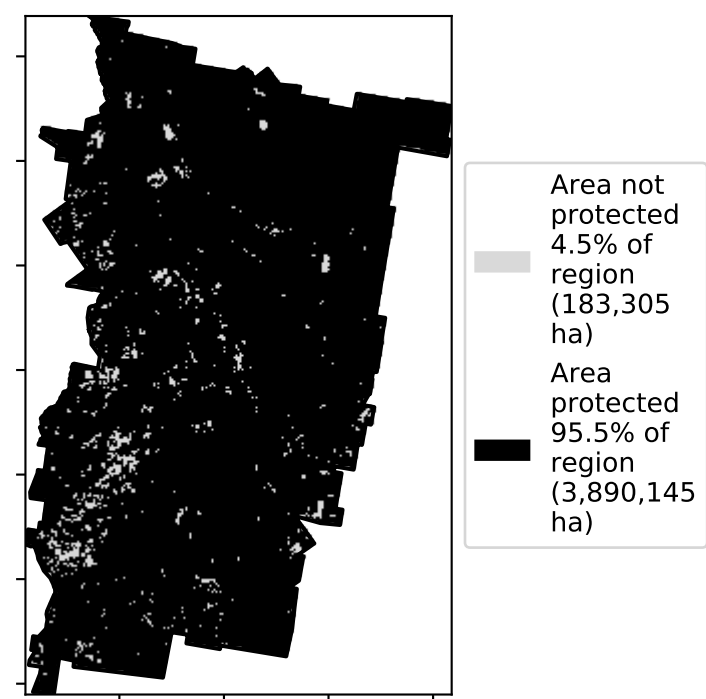 Area not
protected
4.5% of
region
(183,305
ha)
Area
protected
95.5% of
region
(3,890,145
ha)